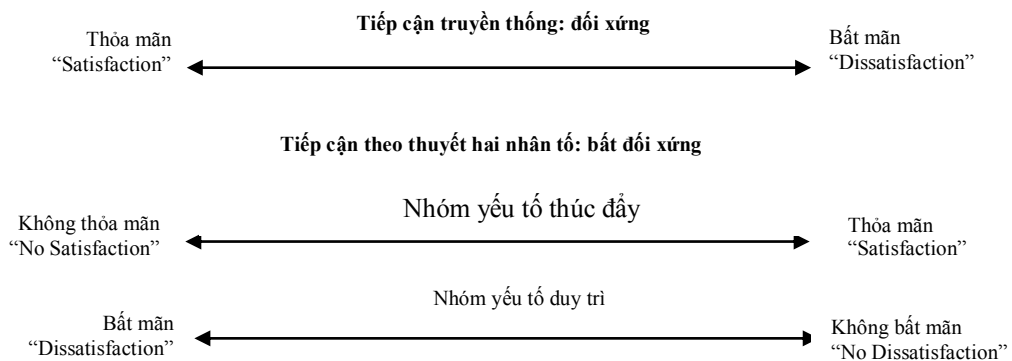 Tiếp cận truyền thống: đối xứng
Thỏa mãn
“Satisfaction”
Bất mãn
“Dissatisfaction”
Tiếp cận theo thuyết hai nhân tố: bất đối xứng
Nhóm yếu tố thúc đẩy
Không thỏa mãn
“No Satisfaction”
Thỏa mãn
“Satisfaction”
Nhóm yếu tố duy trì
Bất mãn
“Dissatisfaction”
Không bất mãn
“No Dissatisfaction”